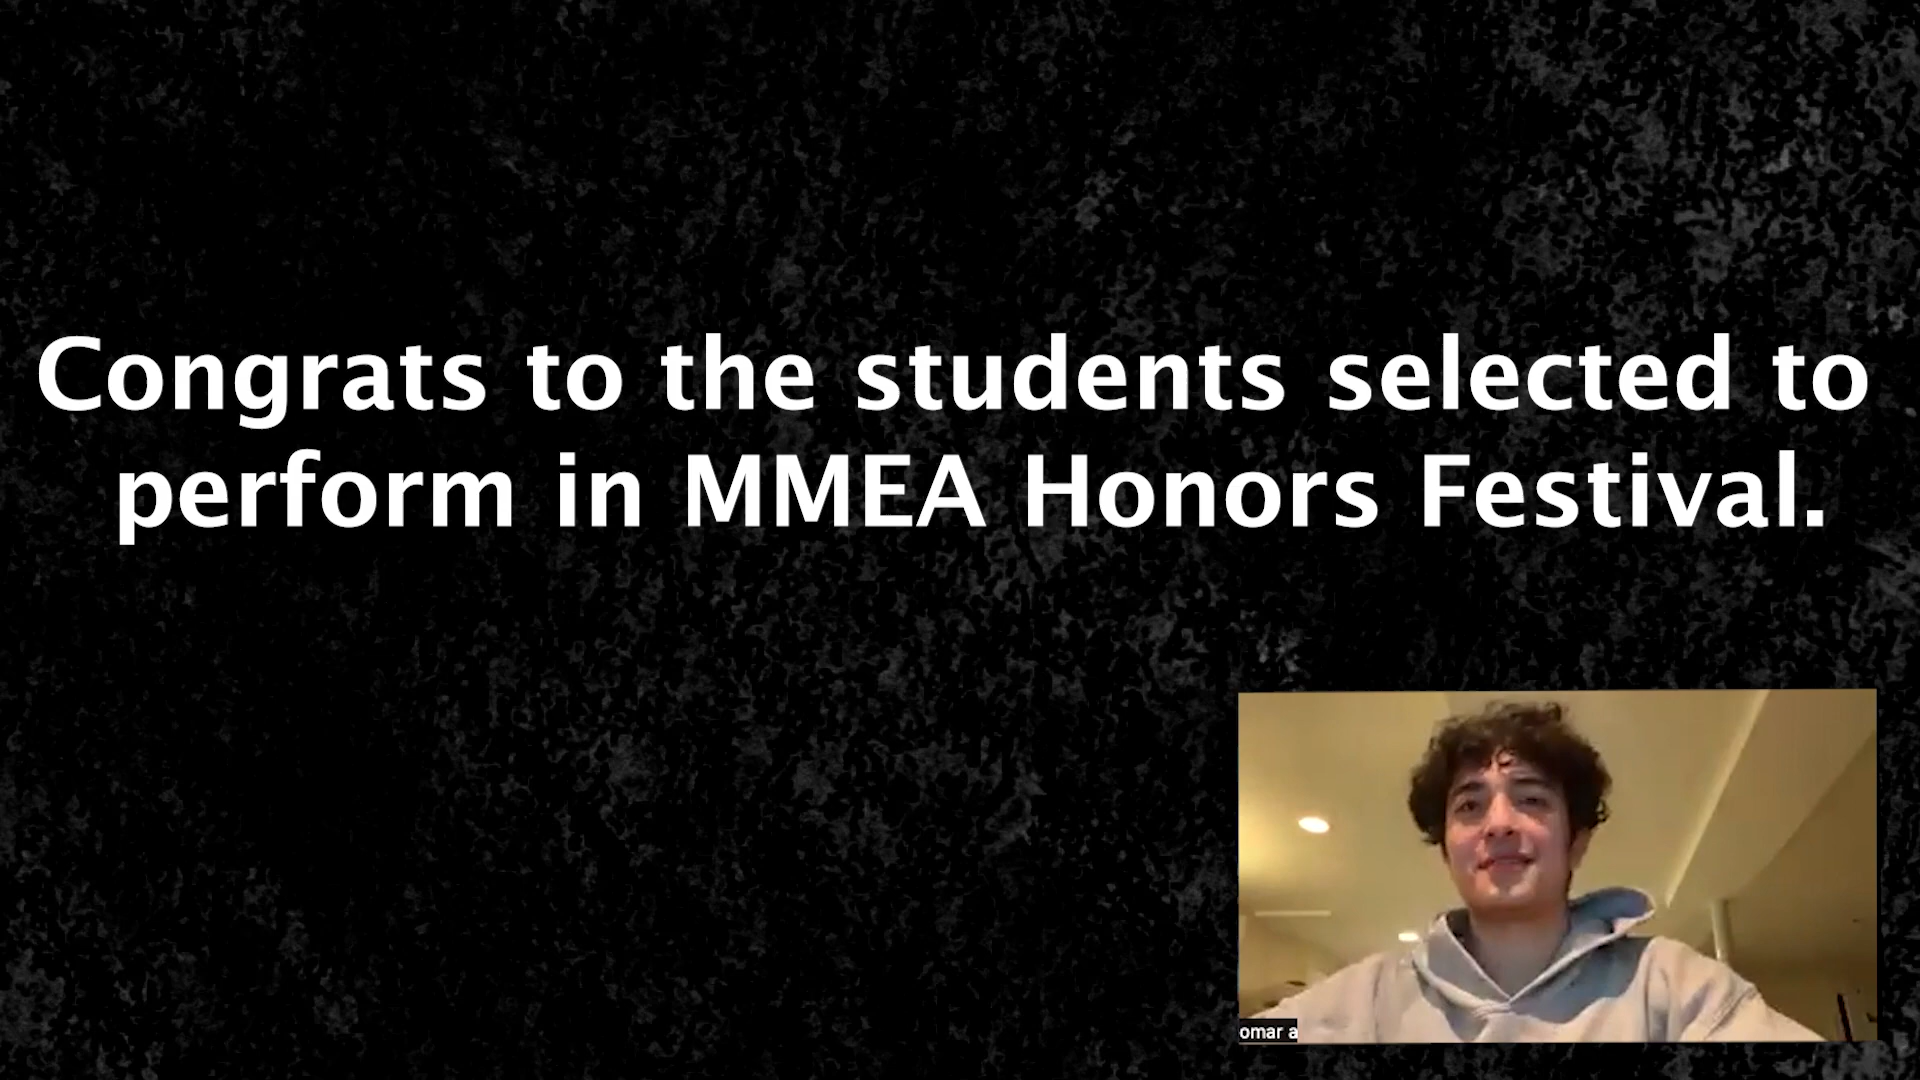 Congrats to the students selected to
perform in MMEA Honors Festival.
omar a